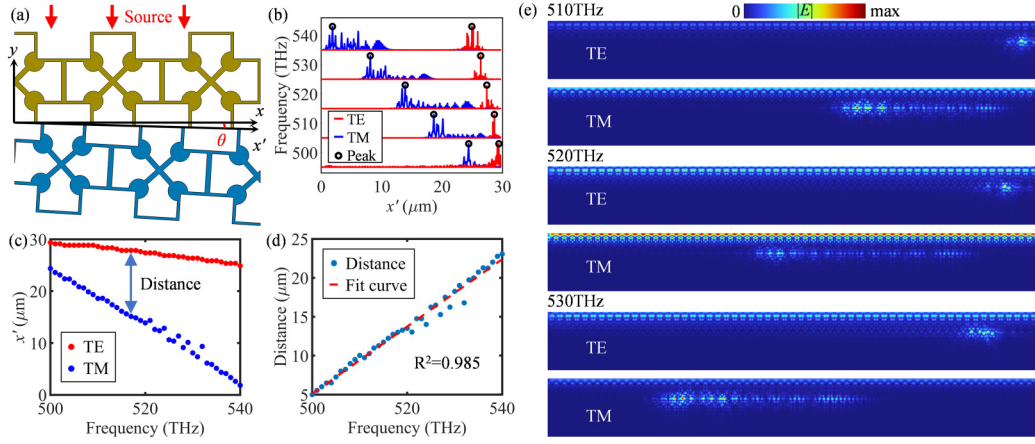 (a)
Source
y
x
x′
θ
(b)
Frequency (THz)
540
530
520
510
500
TE
TM
Peak
0
10
20
30
x′ (μm)
(c)
x′ (μm)
30
20
10
0
Distance
TE
TM
500
520
540
Frequency (THz)
(d)
Distance (μm)
25
20
15
10
5
Distance
Fit curve
R²=0.985
500
520
540
Frequency (THz)
(e)
0
|E|
max
510THz
TE
TM
520THz
TE
TM
530THz
TE
TM